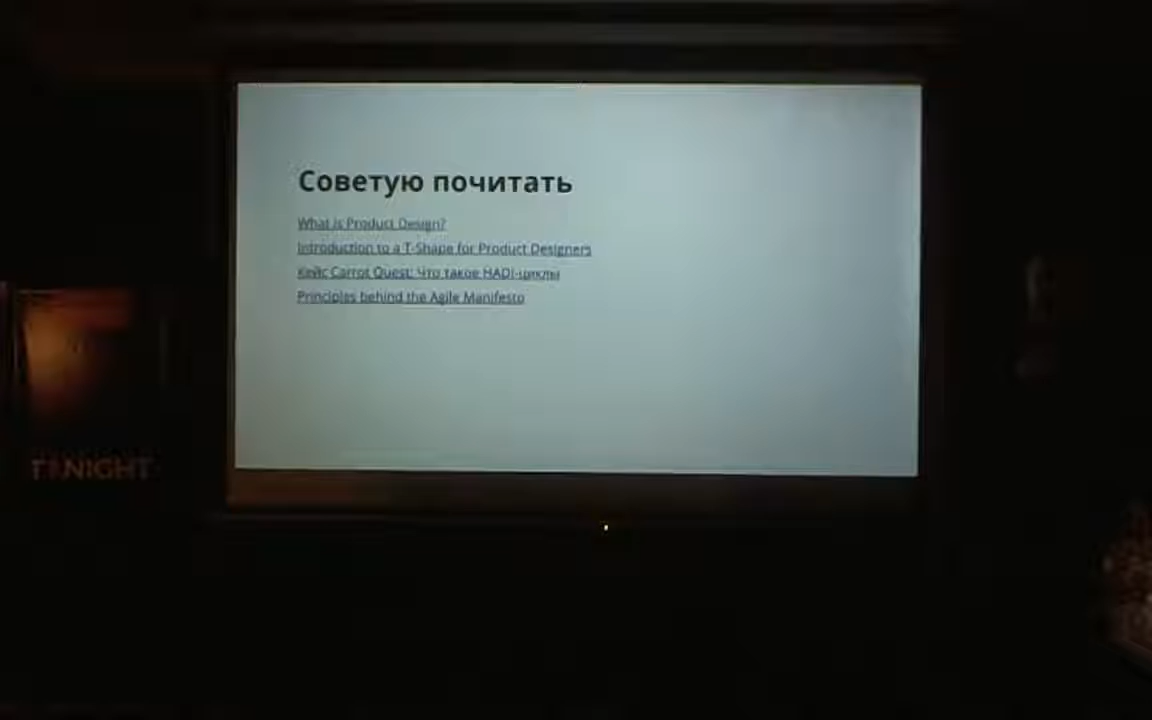 Советую почитать
What is Product Design?
Introduction to a T-Shape for Product Designers
Кейс Carrot Quest: Что такое HADI-циклы
Principles behind the Agile Manifesto